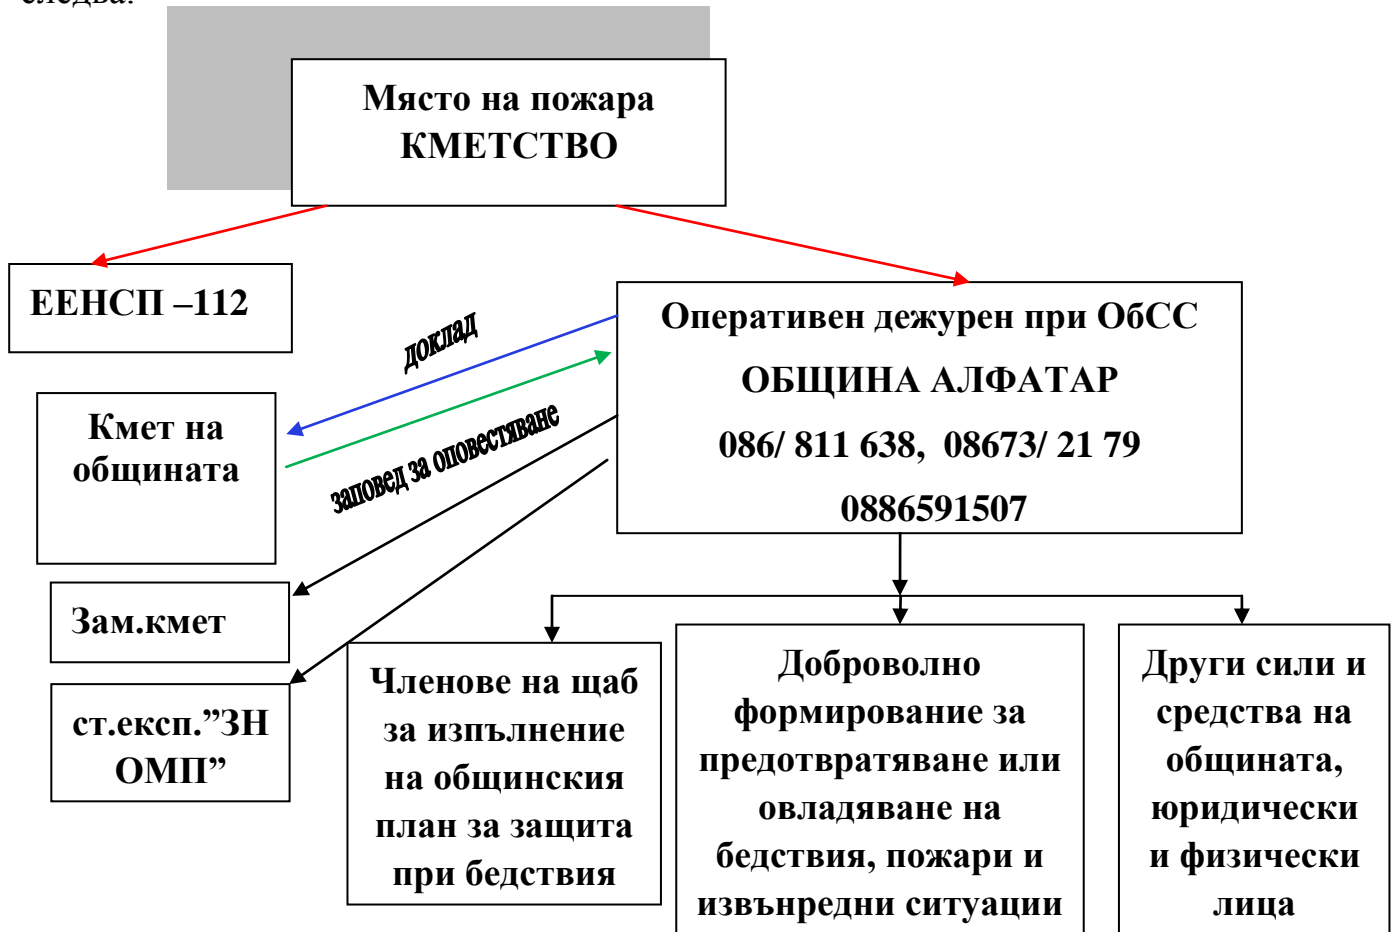 следва:
Място на пожара
КМЕТСТВО
ЕЕНСП –112
Оперативен дежурен при ОбСС
ОБЩИНА АЛФАТАР
086/ 811 638, 08673/ 21 79
0886591507
доклад
заповед за оповестяване
Кмет на
общината
Зам.кмет
ст.експ.”ЗН
ОМП”
Членове на щаб
за изпълнение
на общинския
план за защита
при бедствия
Доброволно
формирование за
предотвратяване или
овладяване на
бедствия, пожари и
извънредни ситуации
Други сили и
средства на
общината,
юридически
и физически
лица